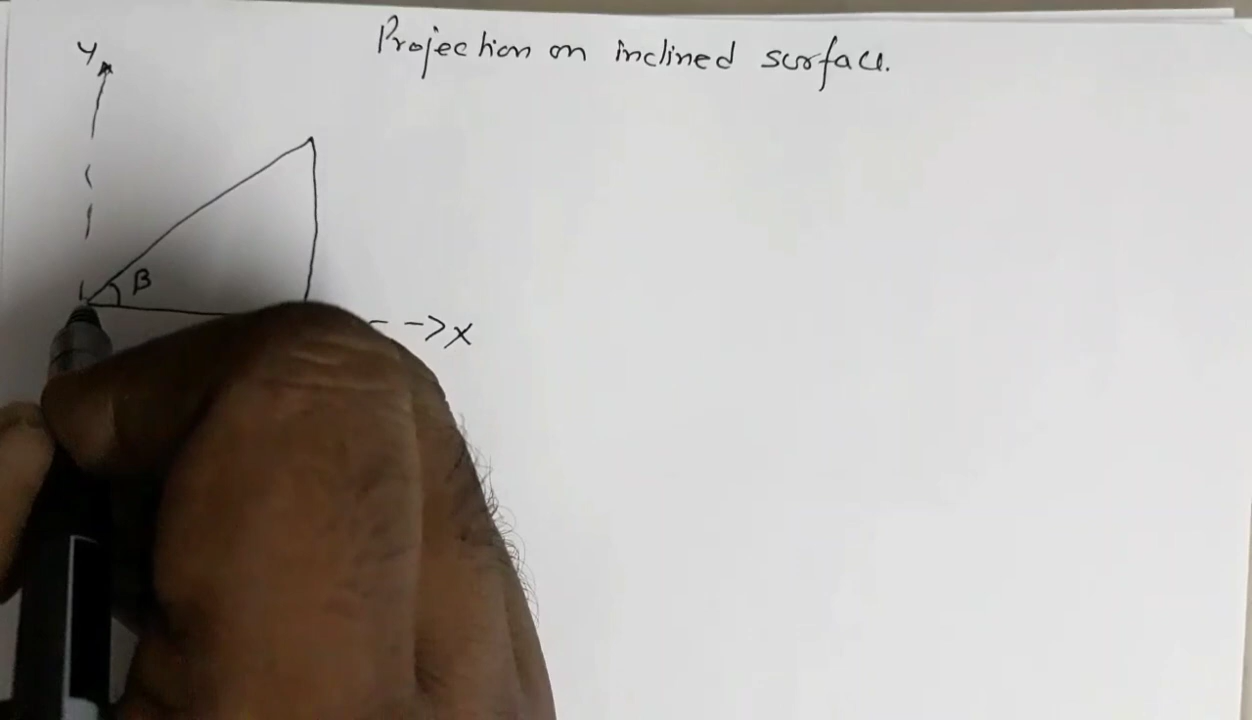 Projection on inclined surface.
y
β
x